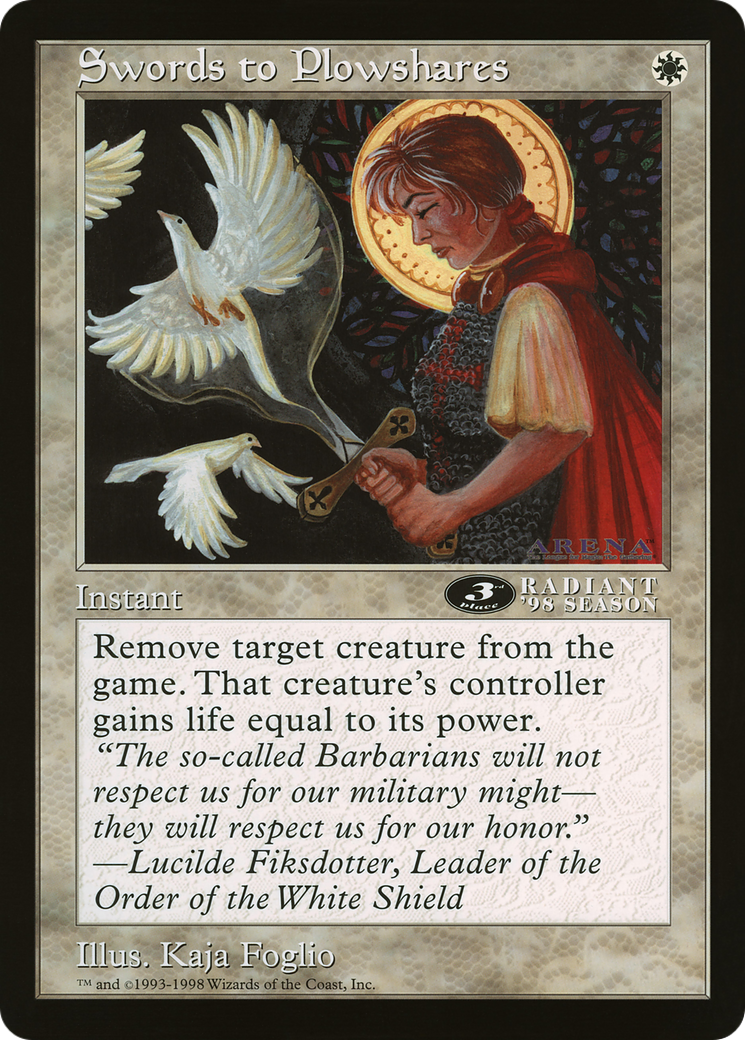 Swords to Plowshares
ARENA
Instant
3rd place
RADIANT
'98 SEASON
Remove target creature from the
game. That creature's controller
gains life equal to its power.
"The so-called Barbarians will not
respect us for our military might—
they will respect us for our honor."
—Lucilde Fiksdotter, Leader of the
Order of the White Shield
Illus. Kaja Foglio
™ and ©1993-1998 Wizards of the Coast, Inc.